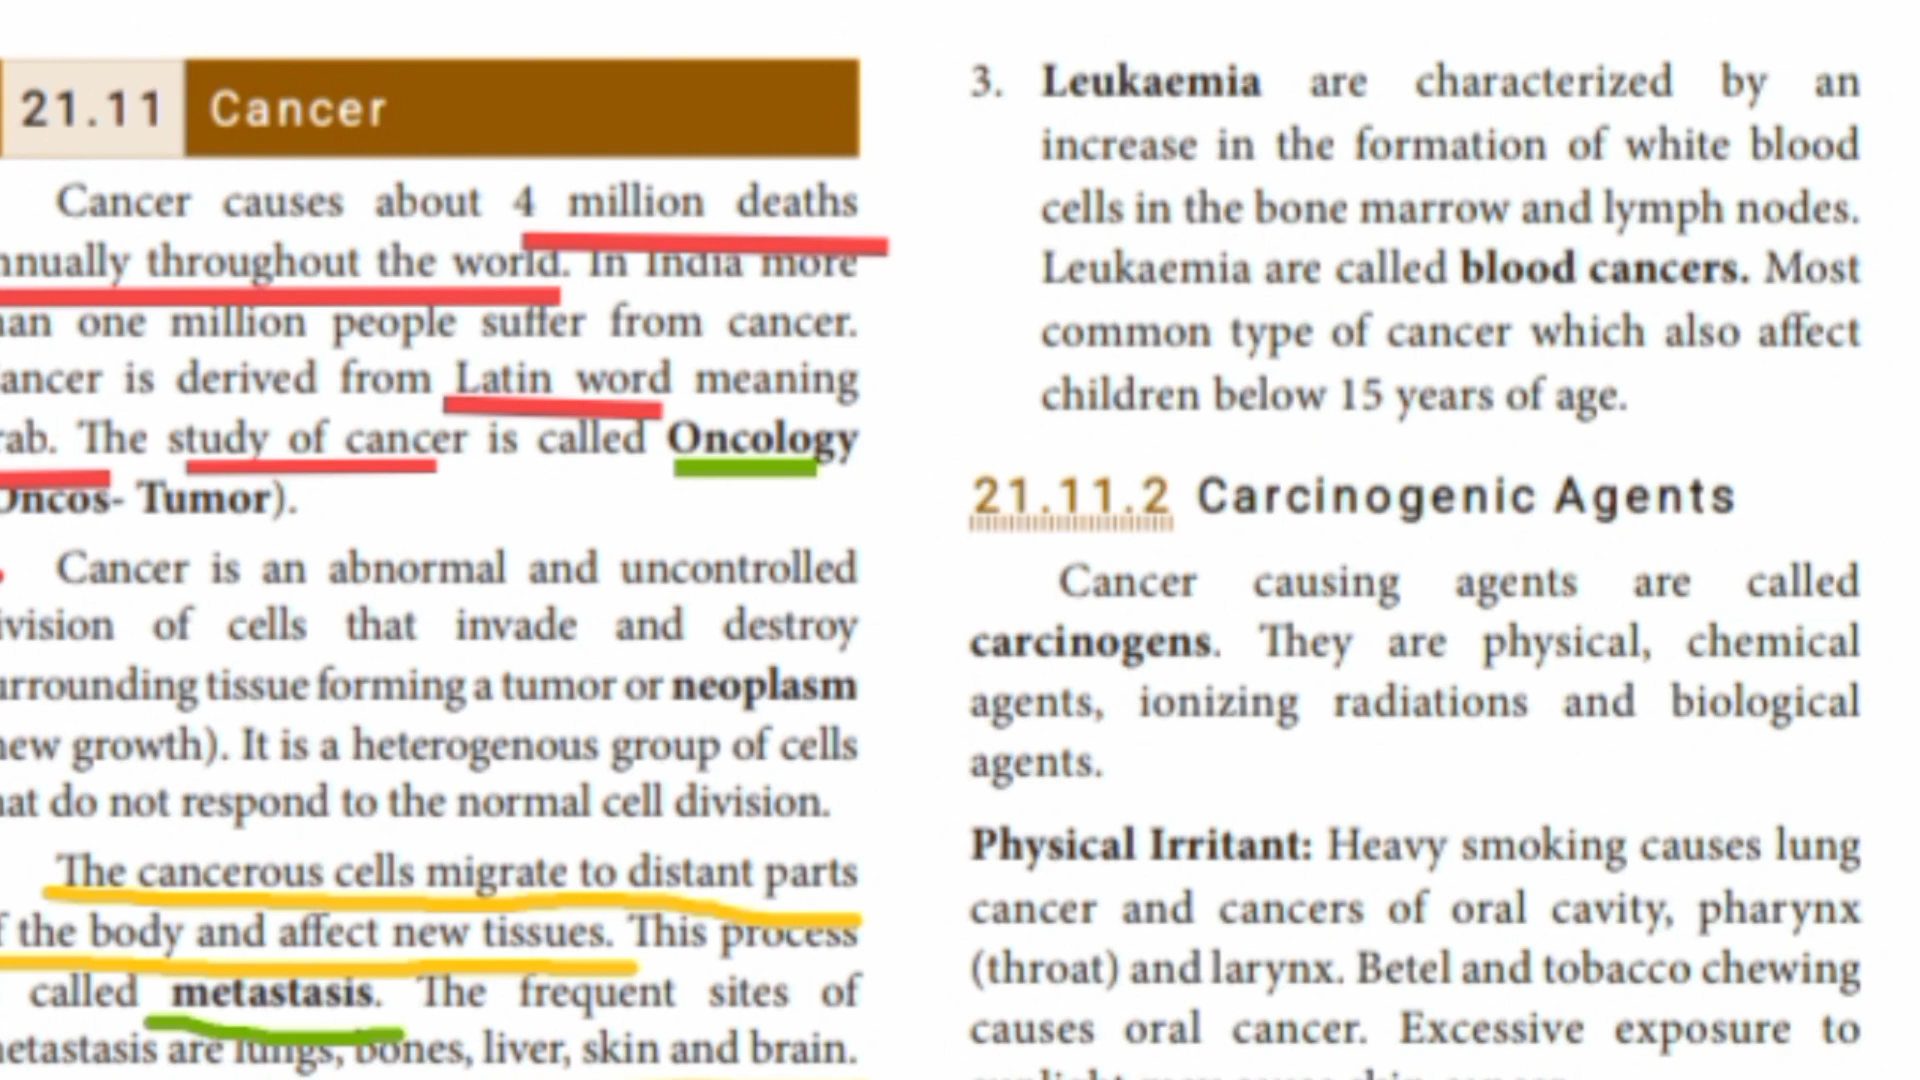 21.11 Cancer
Cancer causes about 4 million deaths
nnually throughout the world. In India more
han one million people suffer from cancer.
ancer is derived from Latin word meaning
rab. The study of cancer is called Oncology
Oncos- Tumor).
Cancer is an abnormal and uncontrolled
ivision of cells that invade and destroy
urrounding tissue forming a tumor or neoplasm
new growth). It is a heterogenous group of cells
hat do not respond to the normal cell division.
The cancerous cells migrate to distant parts
f the body and affect new tissues. This process
called metastasis. The frequent sites of
etastasis are lungs, bones, liver, skin and brain.
3. Leukaemia are characterized by an
increase in the formation of white blood
cells in the bone marrow and lymph nodes.
Leukaemia are called blood cancers. Most
common type of cancer which also affect
children below 15 years of age.
21.11.2 Carcinogenic Agents
Cancer causing agents are called
carcinogens. They are physical, chemical
agents, ionizing radiations and biological
agents.
Physical Irritant: Heavy smoking causes lung
cancer and cancers of oral cavity, pharynx
(throat) and larynx. Betel and tobacco chewing
causes oral cancer. Excessive exposure to